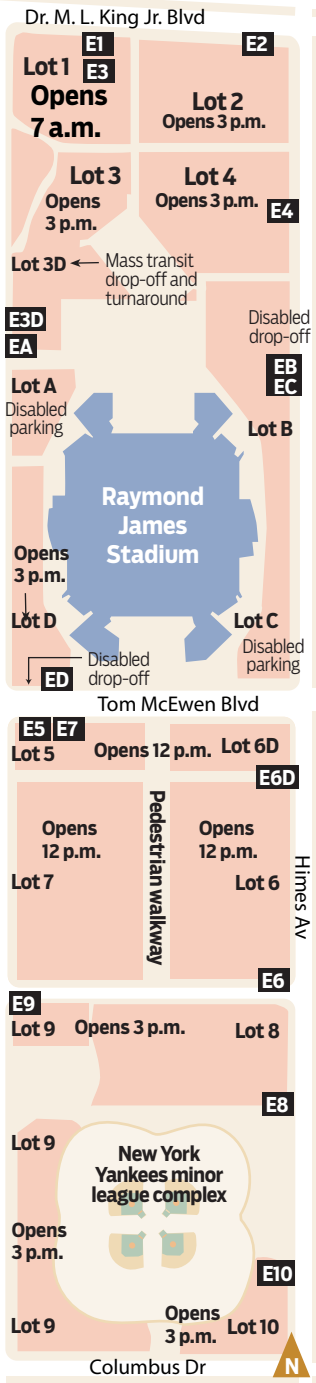 Dr. M. L. King Jr. Blvd
E1
E2
Lot 1
E3
Opens
7 a.m.
Lot 2
Opens 3 p.m.
Lot 3
Opens
3 p.m.
Lot 4
Opens 3 p.m.
E4
Lot 3D
Mass transit
drop-off and
turnaround
E3D
EA
Disabled
drop-off
EB
EC
Lot A
Disabled
parking
Lot B
Raymond
James
Stadium
Opens
3 p.m.
Lot D
Lot C
Disabled
parking
Disabled
drop-off
ED
Tom McEwen Blvd
E5 E7
Lot 5
Opens 12 p.m.
Lot 6D
E6D
Opens
12 p.m.
Lot 7
Pedestrian walkway
Opens
12 p.m.
Lot 6
Himes Av
E6
E9
Lot 9
Opens 3 p.m.
Lot 8
E8
Lot 9
New York
Yankees minor
league complex
Opens
3 p.m.
E10
Lot 9
Opens
3 p.m.
Lot 10
Columbus Dr
N